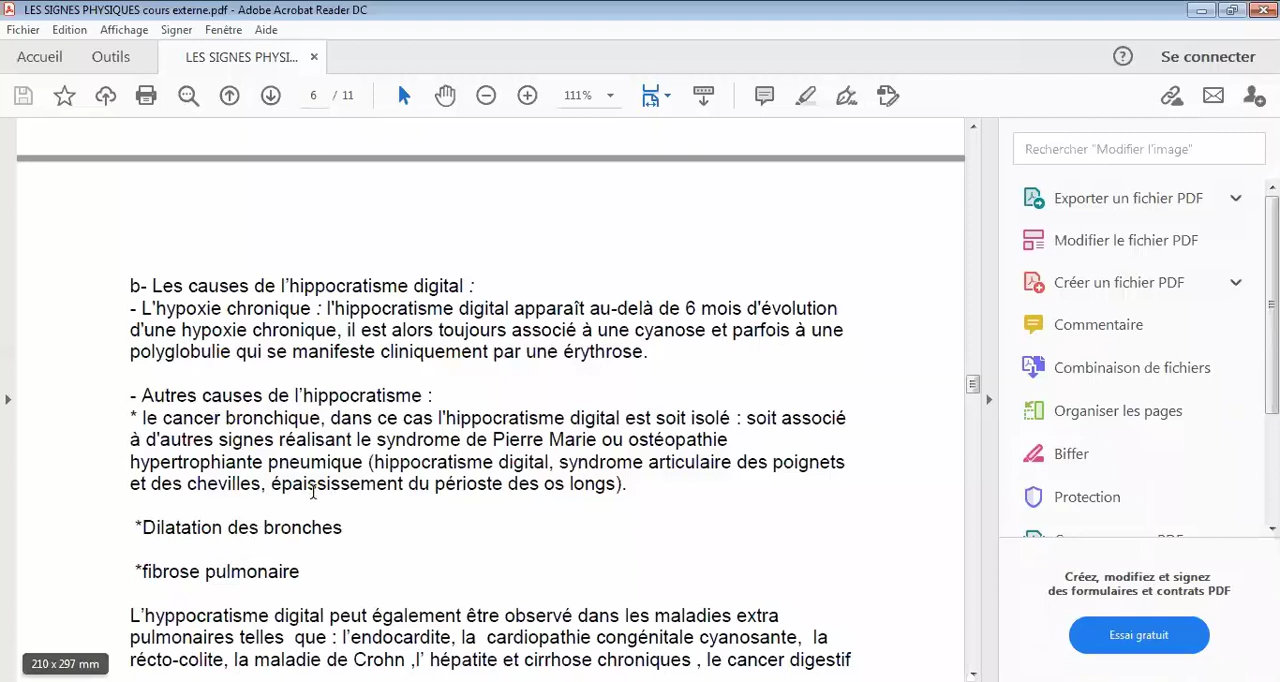 LES SIGNES PHYSIQUES cours externe.pdf - Adobe Acrobat Reader DC
Fichier Edition Affichage Signer Fenêtre Aide
Accueil Outils LES SIGNES PHYSI... × Se connecter
6 / 11 111%
Rechercher "Modifier l'image"
Exporter un fichier PDF
Modifier le fichier PDF
Créer un fichier PDF
Commentaire
Combinaison de fichiers
Organiser les pages
Biffer
Protection
Créez, modifiez et signez
des formulaires et contrats PDF
Essai gratuit
b- Les causes de l’hippocratisme digital :
- L'hypoxie chronique : l'hippocratisme digital apparaît au-delà de 6 mois d'évolution
d'une hypoxie chronique, il est alors toujours associé à une cyanose et parfois à une
polyglobulie qui se manifeste cliniquement par une érythrose.
- Autres causes de l’hippocratisme :
* le cancer bronchique, dans ce cas l'hippocratisme digital est soit isolé : soit associé
à d'autres signes réalisant le syndrome de Pierre Marie ou ostéopathie
hypertrophiante pneumique (hippocratisme digital, syndrome articulaire des poignets
et des chevilles, épaississement du périoste des os longs).
*Dilatation des bronches
*fibrose pulmonaire
L’hyppocratisme digital peut également être observé dans les maladies extra
pulmonaires telles que : l’endocardite, la cardiopathie congénitale cyanosante, la
récto-colite, la maladie de Crohn ,l’ hépatite et cirrhose chroniques , le cancer digestif
210 x 297 mm